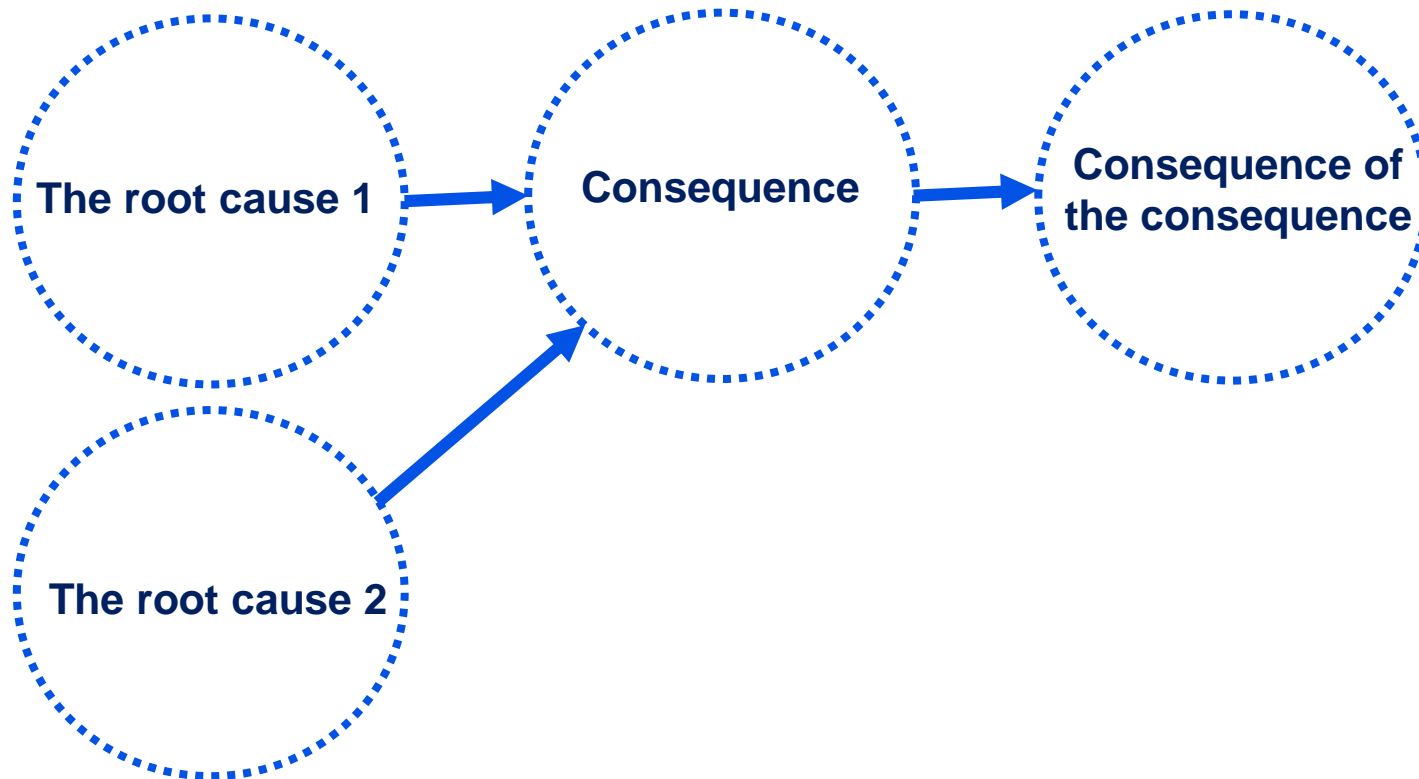 The root cause 1
Consequence
Consequence of
the consequence
The root cause 2